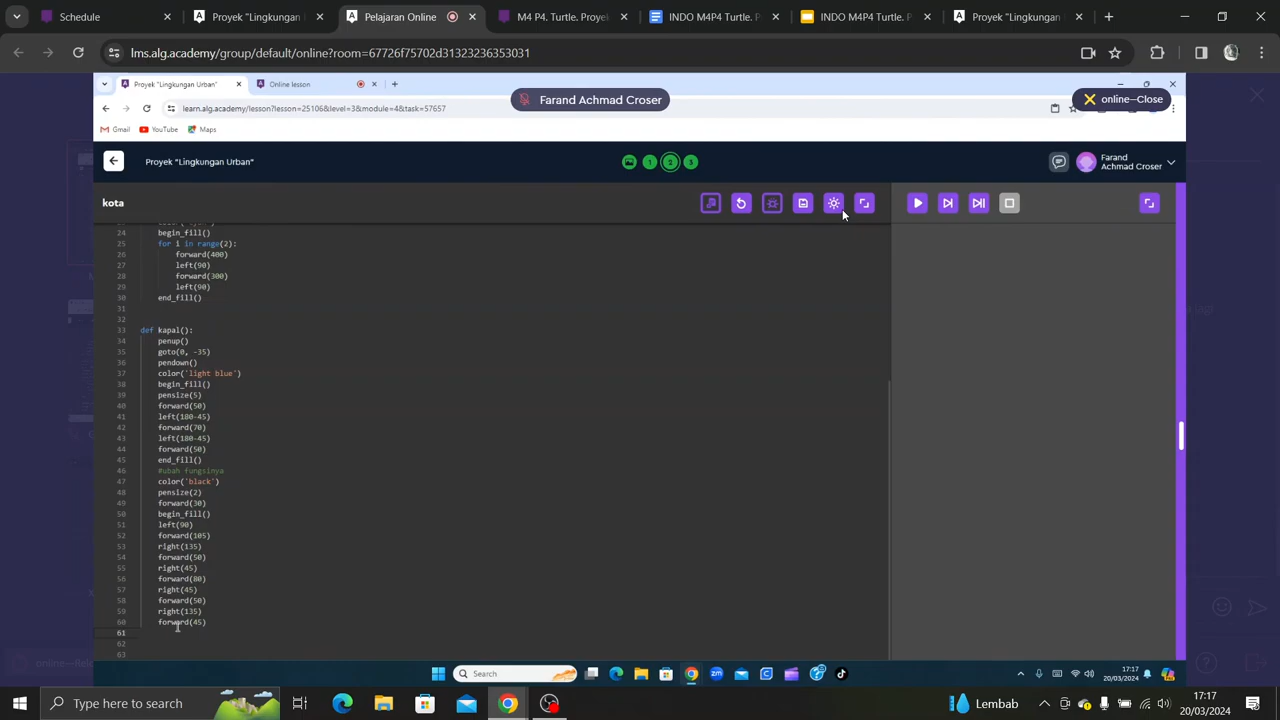 Schedule
Proyek "Lingkungan Urban"
Pelajaran Online
M4 P4. Turtle. Proye
INDO M4P4 Turtle. P
INDO M4P4 Turtle. P
Proyek "Lingkungan
lms.alg.academy/group/default/online?room=67726f75702d31323236353031
Proyek "Lingkungan Urban"
Online lesson
learn.alg.academy/lesson?lesson=25106&level=3&module=4&task=57657
Farand Achmad Croser
online—Close
Gmail
YouTube
Maps
Proyek "Lingkungan Urban"
1
2
3
Farand
Achmad Croser
kota
24 begin_fill()
25 for i in range(2):
26 forward(400)
27 left(90)
28 forward(300)
29 left(90)
30 end_fill()
31
32
33 def kapal():
34 penup()
35 goto(0, -35)
36 pendown()
37 color('light blue')
38 begin_fill()
39 pensize(5)
40 forward(50)
41 left(180-45)
42 forward(70)
43 left(180-45)
44 forward(50)
45 end_fill()
46 #ubah fungsinya
47 color('black')
48 pensize(2)
49 forward(30)
50 begin_fill()
51 left(90)
52 forward(105)
53 right(135)
54 forward(50)
55 right(45)
56 forward(80)
57 right(45)
58 forward(50)
59 right(135)
60 forward(45)
61
62
63
Search
17:17
20/03/2024
Type here to search
Lembab
17:17
20/03/2024